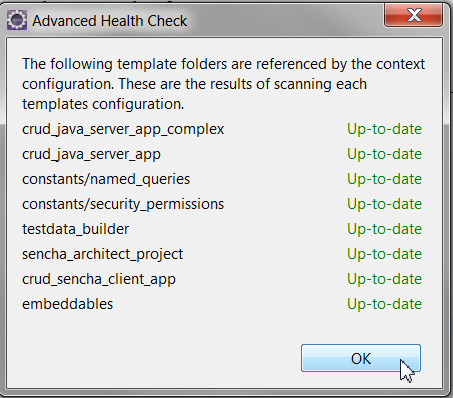 Advanced Health Check
The following template folders are referenced by the context
configuration. These are the results of scanning each
templates configuration.
crud_java_server_app_complex Up-to-date
crud_java_server_app Up-to-date
constants/named_queries Up-to-date
constants/security_permissions Up-to-date
testdata_builder Up-to-date
sencha_architect_project Up-to-date
crud_sencha_client_app Up-to-date
embeddables Up-to-date
OK